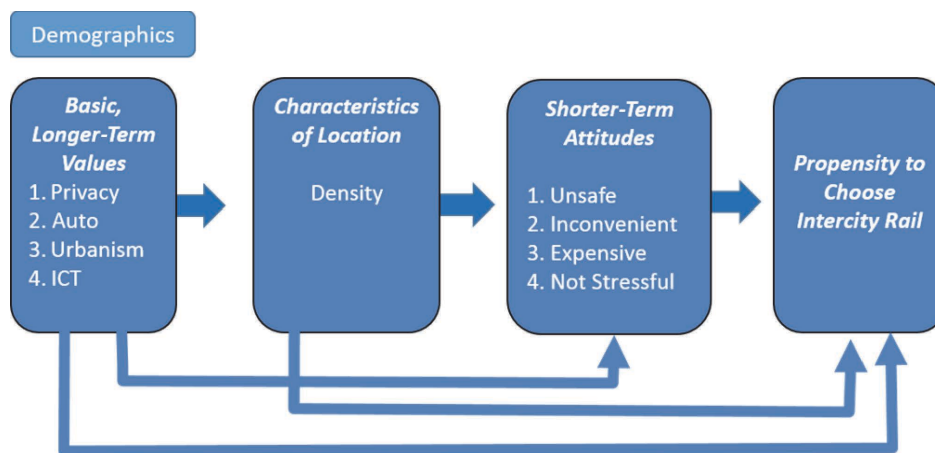 Demographics
Basic,
Longer-Term
Values
1. Privacy
2. Auto
3. Urbanism
4. ICT
Characteristics
of Location
Density
Shorter-Term
Attitudes
1. Unsafe
2. Inconvenient
3. Expensive
4. Not Stressful
Propensity to
Choose
Intercity Rail